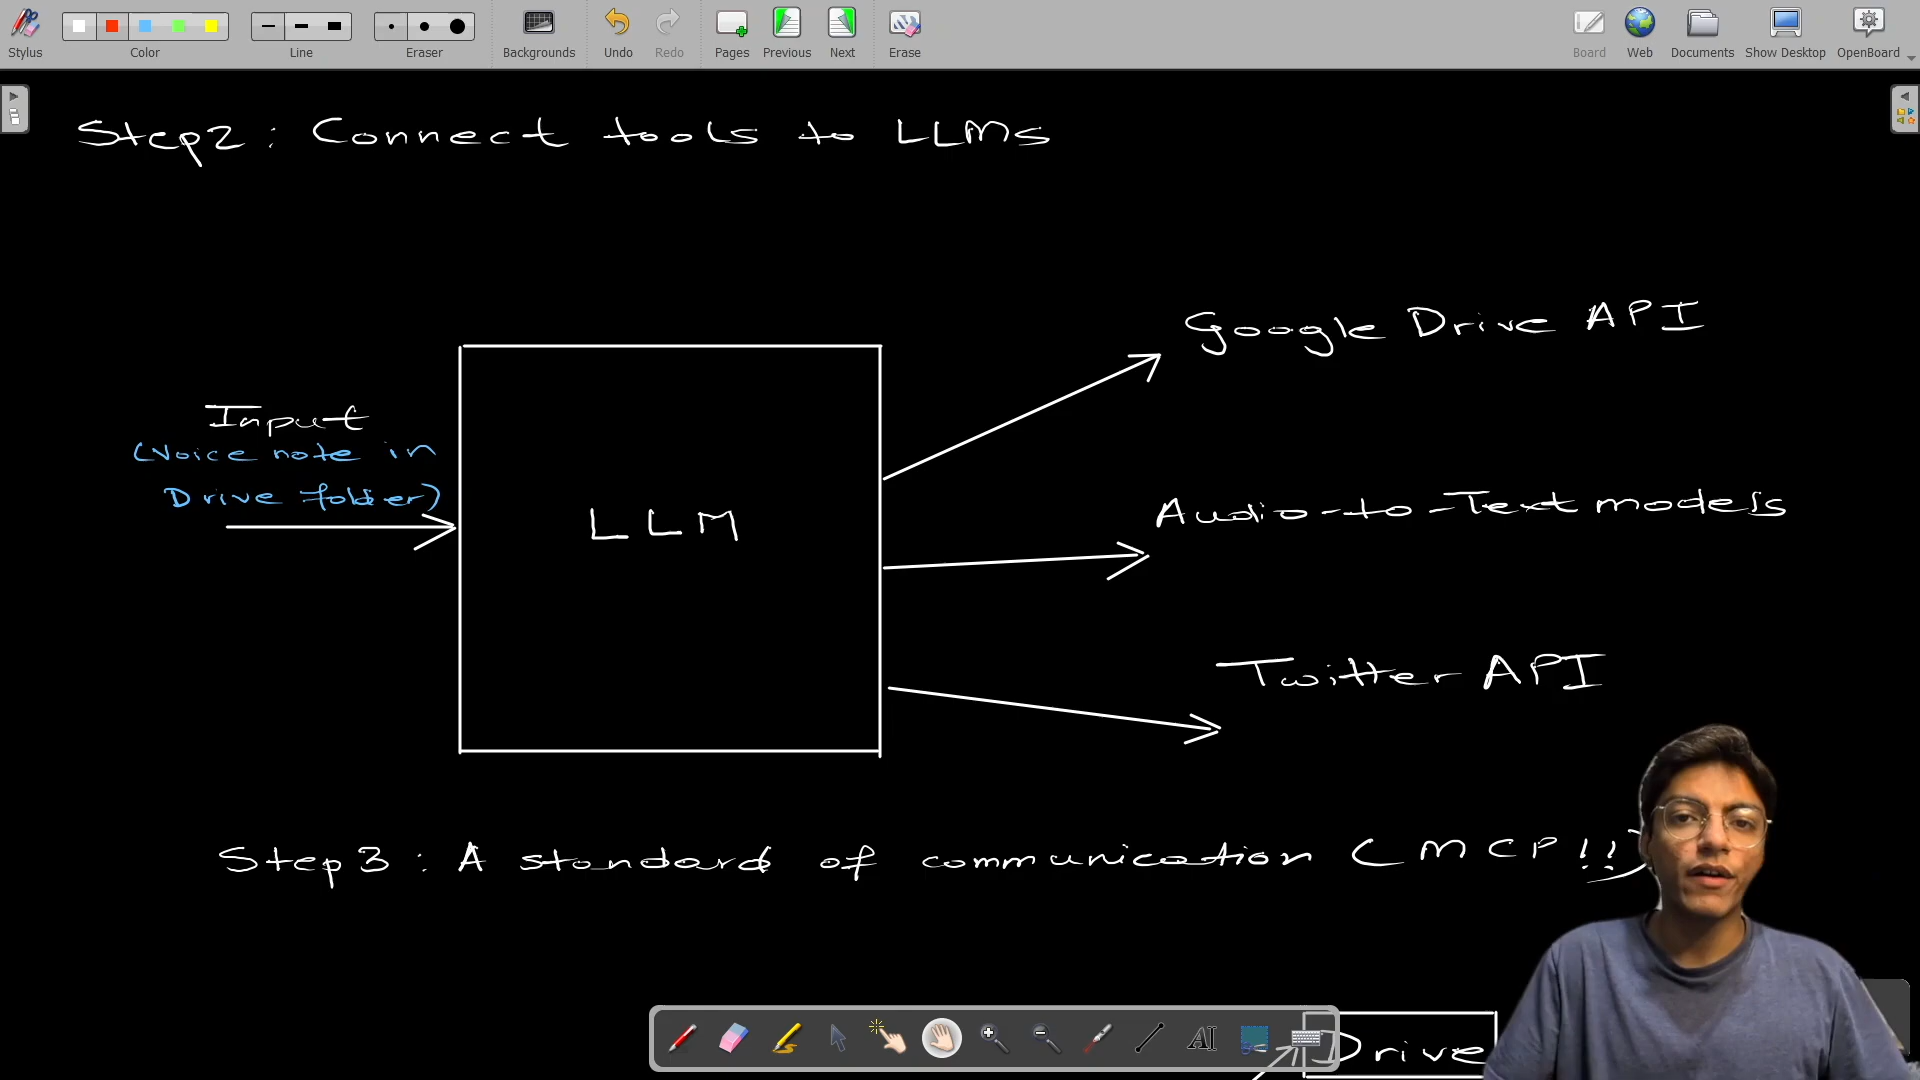 Stylus
Color
Line
Eraser
Backgrounds
Undo
Redo
Pages
Previous
Next
Erase
Board
Web
Documents
Show Desktop
OpenBoard
Step2 : Connect tools to LLMs
Google Drive API
Input
(Voice note in
Drive folder)
LLM
Audio-to-Text models
Twitter API
Step 3 : A standard of communication ( MCP !! )
AI
Drive